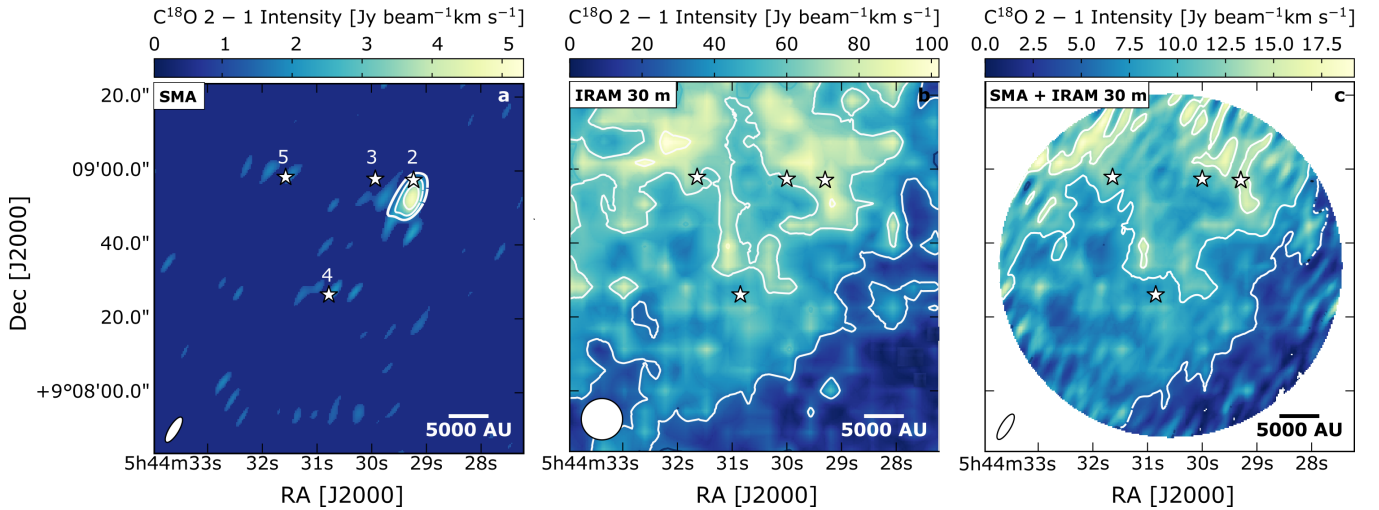 C¹⁸O 2 − 1 Intensity [Jy beam⁻¹km s⁻¹]
0 1 2 3 4 5
SMA
a
5 3 2
4
5000 AU
20.0"
09'00.0"
40.0"
20.0"
+9°08'00.0"
Dec [J2000]
5h44m33s 32s 31s 30s 29s 28s
RA [J2000]
C¹⁸O 2 − 1 Intensity [Jy beam⁻¹km s⁻¹]
0 20 40 60 80 100
IRAM 30 m
b
5000 AU
5h44m33s 32s 31s 30s 29s 28s
RA [J2000]
C¹⁸O 2 − 1 Intensity [Jy beam⁻¹km s⁻¹]
0.0 2.5 5.0 7.5 10.0 12.5 15.0 17.5
SMA + IRAM 30 m
c
5000 AU
5h44m33s 32s 31s 30s 29s 28s
RA [J2000]